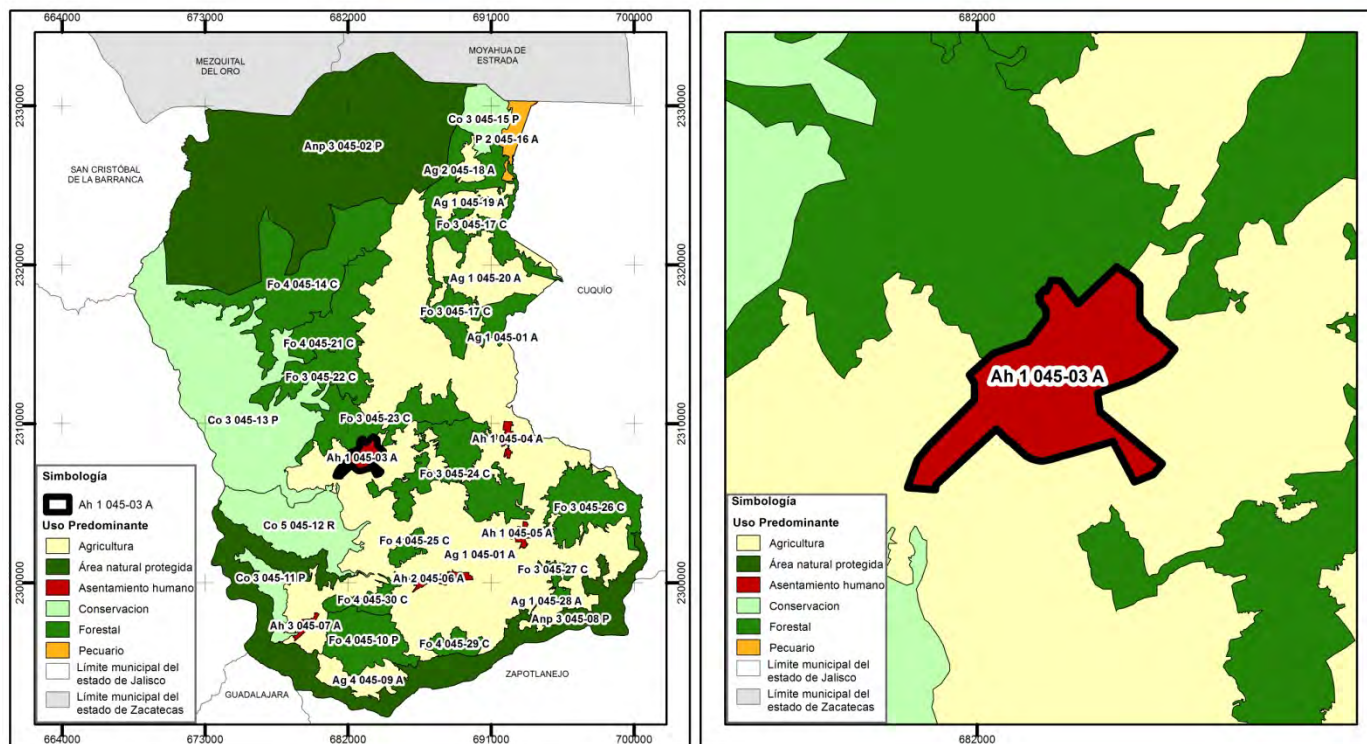 664000
673000
682000
691000
700000
MEZQUITAL
DEL ORO
MOYAHUA DE
ESTRADA
2330000
2330000
Co 3 045-15 P
P 2 045-16 A
Anp 3 045-02 P
SAN CRISTÓBAL
DE LA BARRANCA
Ag 2 045-18 A
Ag 1 045-19 A
Fo 3 045-17 C
2320000
2320000
Ag 1 045-20 A
Fo 4 045-14 C
CUQUÍO
Fo 3 045-17 C
Ag 1 045-01 A
Fo 4 045-21 C
Fo 3 045-22 C
Co 3 045-13 P
Fo 3 045-23 C
2310000
2310000
Ah 1 045-04 A
Ah 1 045-03 A
Fo 3 045-24 C
Fo 3 045-26 C
Co 5 045-12 R
Ah 1 045-05 A
Fo 4 045-25 C
Ag 1 045-01 A
Fo 3 045-27 C
Co 3 045-11 P
Ah 2 045-06 A
2300000
2300000
Fo 4 045-30 C
Ag 1 045-28 A
Anp 3 045-08 P
Ah 3 045-07 A
Fo 4 045-10 P
Fo 4 045-29 C
ZAPOTLANEJO
Ag 4 045-09 A
GUADALAJARA
Simbología
Ah 1 045-03 A
Uso Predominante
Agricultura
Área natural protegida
Asentamiento humano
Conservacion
Forestal
Pecuario
Límite municipal del
estado de Jalisco
Límite municipal del
estado de Zacatecas
664000
673000
682000
691000
700000
682000
Ah 1 045-03 A
Simbología
Ah 1 045-03 A
Uso Predominante
Agricultura
Área natural protegida
Asentamiento humano
Conservacion
Forestal
Pecuario
Límite municipal del
estado de Jalisco
Límite municipal del
estado de Zacatecas
682000